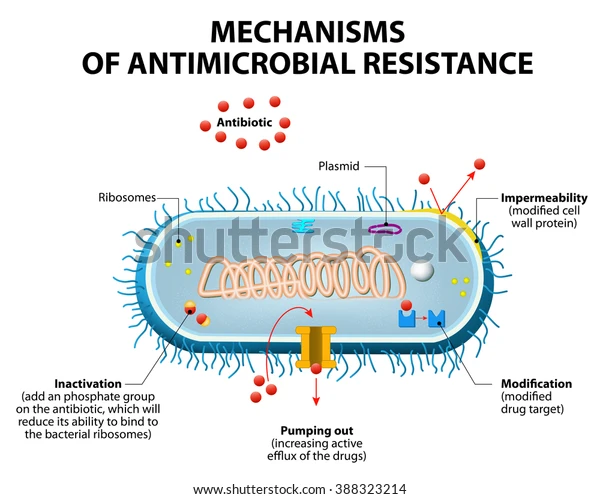 MECHANISMS
OF ANTIMICROBIAL RESISTANCE
Antibiotic
Plasmid
Ribosomes
Impermeability
(modified cell
wall protein)
shutterstock
Inactivation
(add an phosphate group
on the antibiotic, which will
reduce its ability to bind to
the bacterial ribosomes)
Pumping out
(increasing active
efflux of the drugs)
Modification
(modified
drug target)
www.shutterstock.com · 388323214